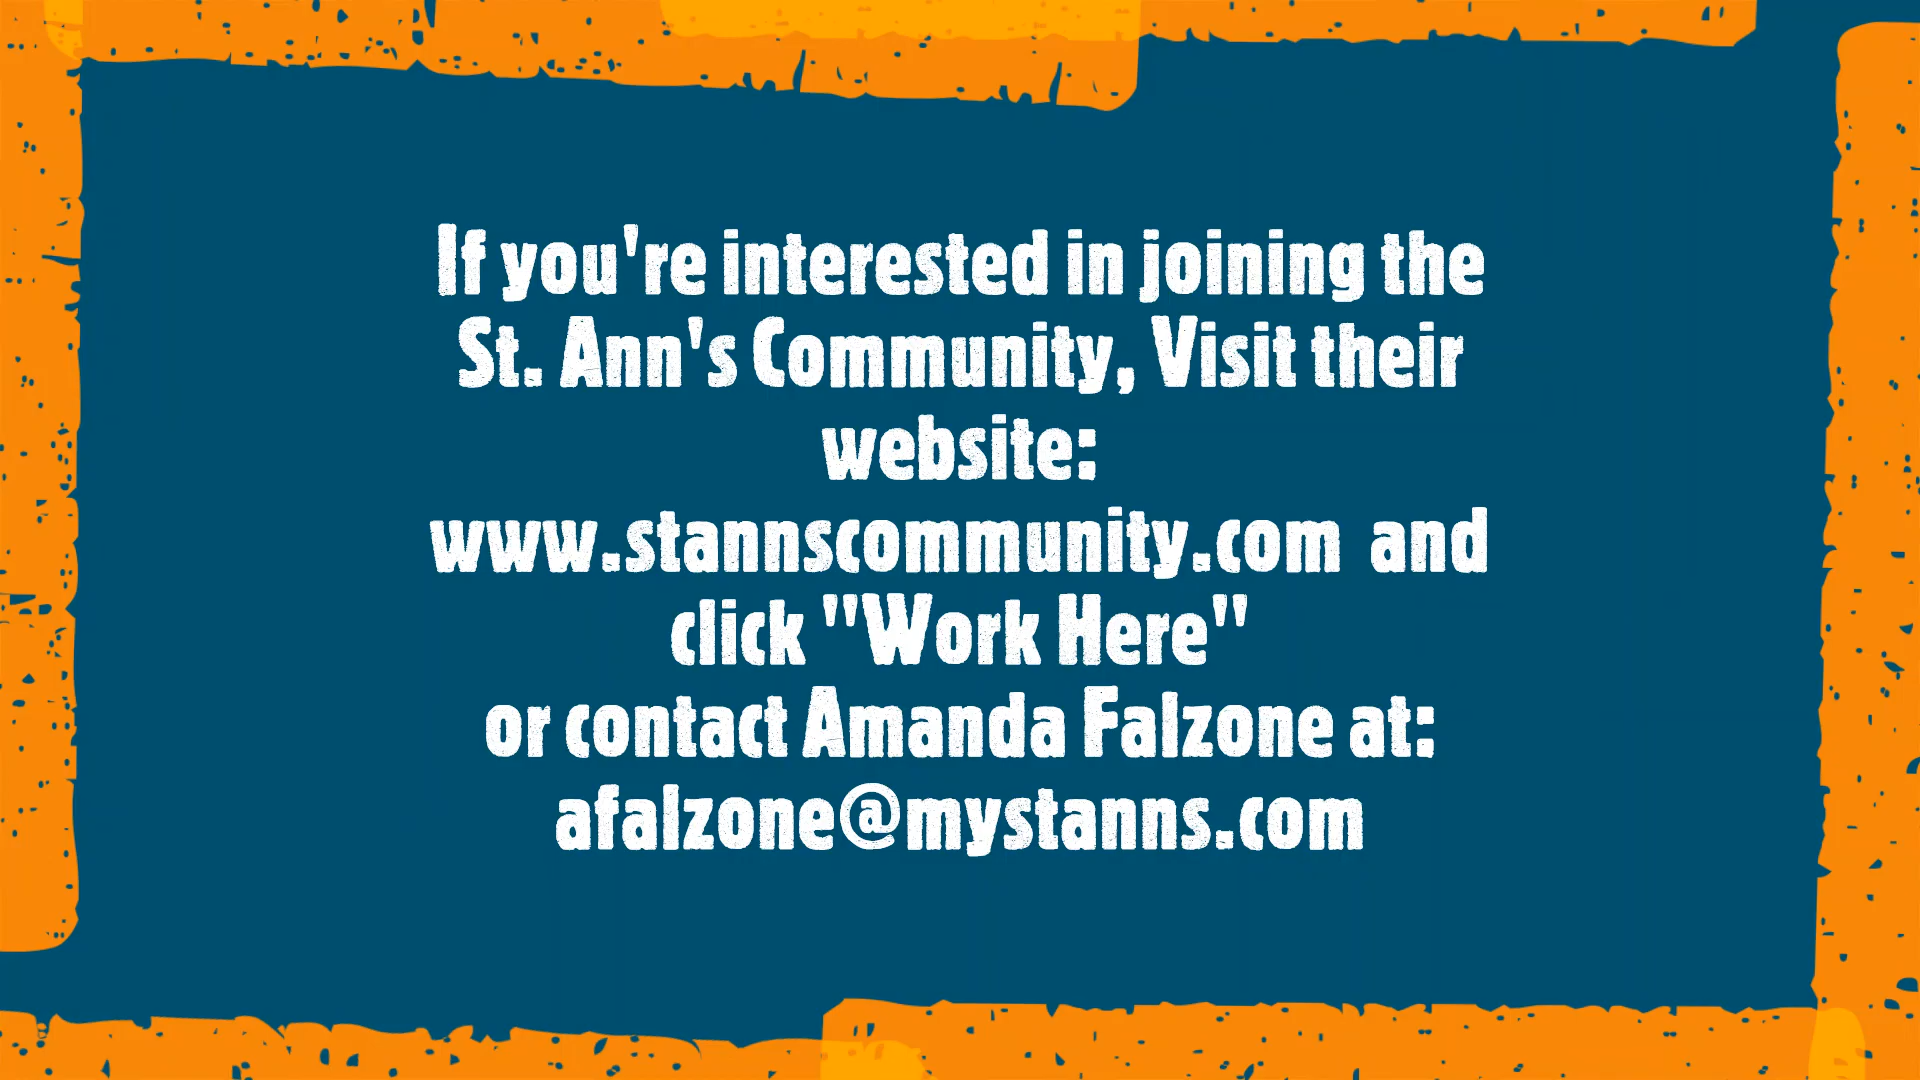 If you're interested in joining the
St. Ann's Community, Visit their
website:
www.stannscommunity.com and
click "Work Here"
or contact Amanda Falzone at:
afalzone@mystanns.com